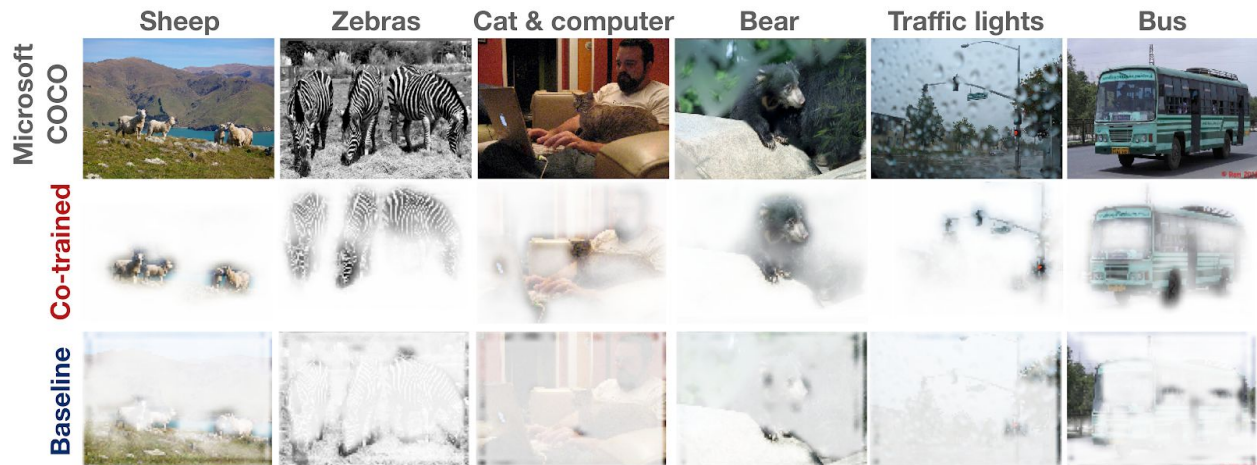 Sheep
Zebras
Cat & computer
Bear
Traffic lights
Bus
Microsoft
COCO
Co-trained
Baseline